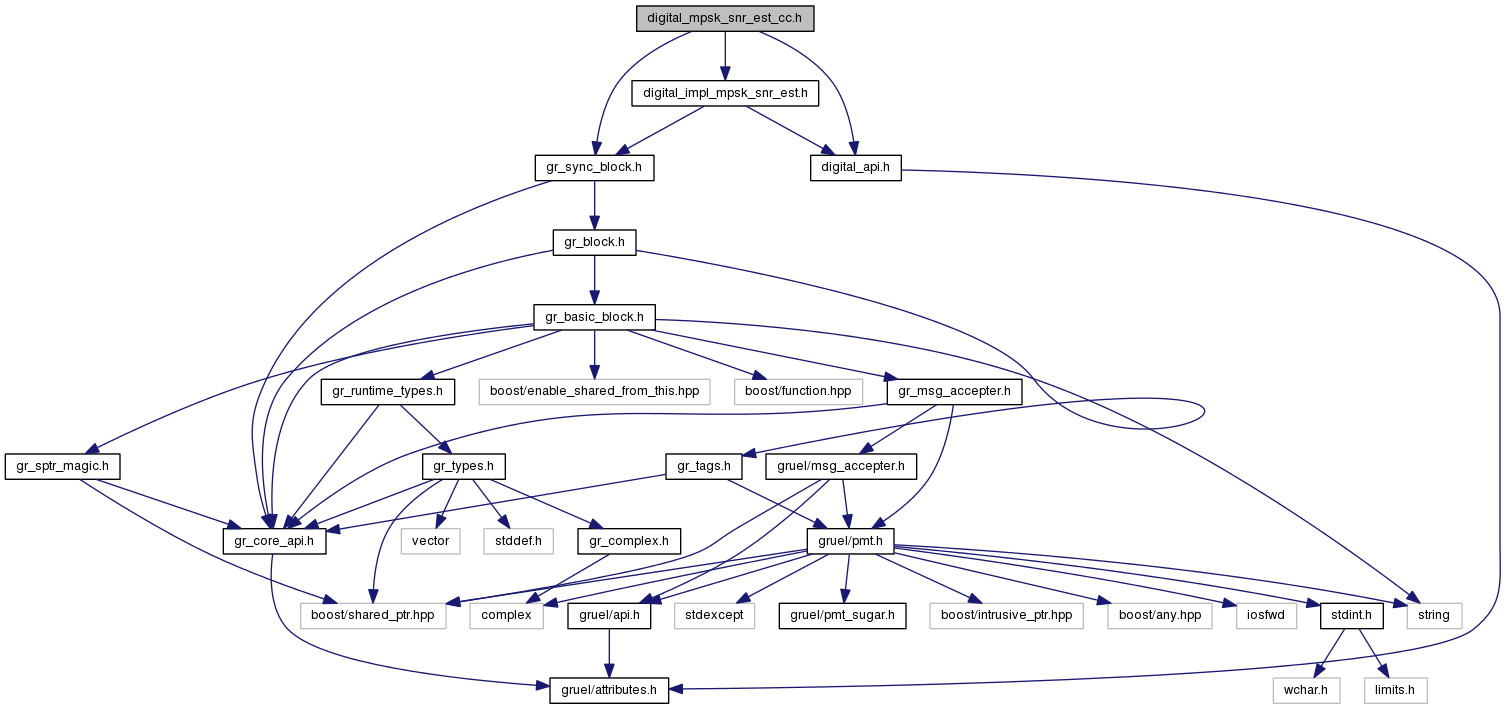 digital_mpsk_snr_est_cc.h
digital_impl_mpsk_snr_est.h
gr_sync_block.h
digital_api.h
gr_block.h
gr_basic_block.h
gr_runtime_types.h
boost/enable_shared_from_this.hpp
boost/function.hpp
gr_msg_accepter.h
gr_sptr_magic.h
gr_types.h
gr_tags.h
gruel/msg_accepter.h
gr_core_api.h
vector
stddef.h
gr_complex.h
gruel/pmt.h
boost/shared_ptr.hpp
complex
gruel/api.h
stdexcept
gruel/pmt_sugar.h
boost/intrusive_ptr.hpp
boost/any.hpp
iosfwd
stdint.h
string
gruel/attributes.h
wchar.h
limits.h